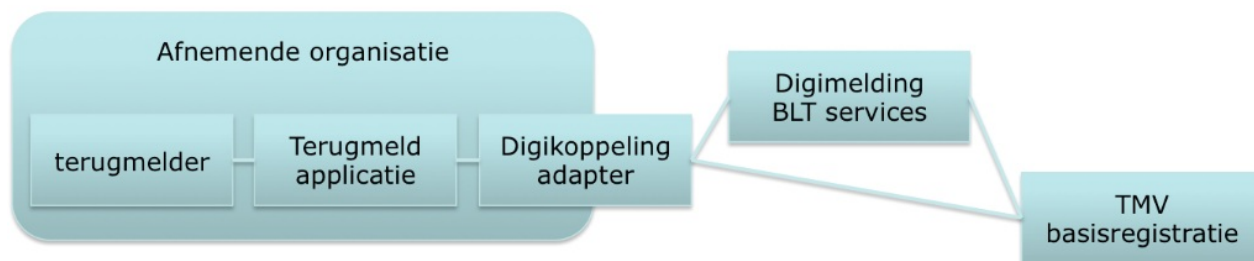 Afnemende organisatie
terugmelder
Terugmeld
applicatie
Digikoppeling
adapter
Digimelding
BLT services
TMV
basisregistratie